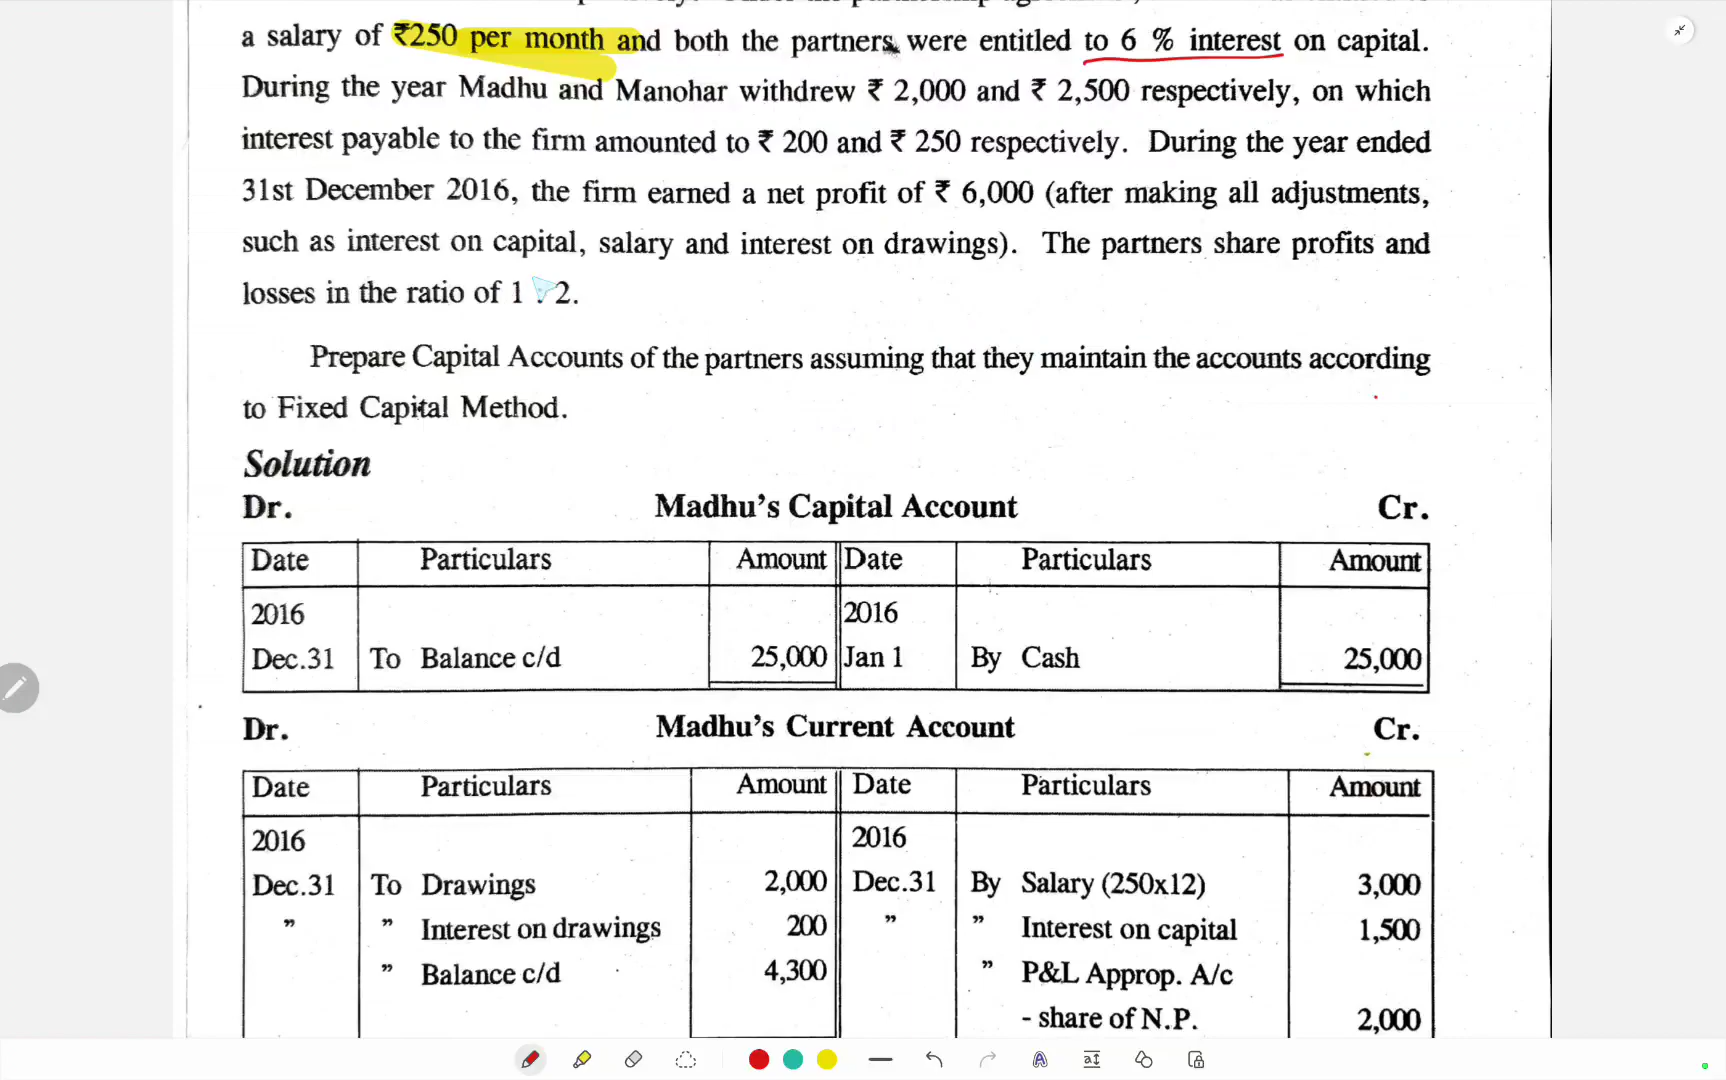 a salary of ₹250 per month and both the partners were entitled to 6 % interest on capital.
During the year Madhu and Manohar withdrew ₹ 2,000 and ₹ 2,500 respectively, on which
interest payable to the firm amounted to ₹ 200 and ₹ 250 respectively. During the year ended
31st December 2016, the firm earned a net profit of ₹ 6,000 (after making all adjustments,
such as interest on capital, salary and interest on drawings). The partners share profits and
losses in the ratio of 1 : 2.
Prepare Capital Accounts of the partners assuming that they maintain the accounts according
to Fixed Capital Method.
Solution
Dr. Madhu's Capital Account Cr.
Date Particulars Amount Date Particulars Amount
2016 2016
Dec.31 To Balance c/d 25,000 Jan 1 By Cash 25,000
Dr. Madhu's Current Account Cr.
Date Particulars Amount Date Particulars Amount
2016 2016
Dec.31 To Drawings 2,000 Dec.31 By Salary (250x12) 3,000
" " Interest on drawings 200 " " Interest on capital 1,500
" Balance c/d 4,300 " P&L Approp. A/c
- share of N.P. 2,000